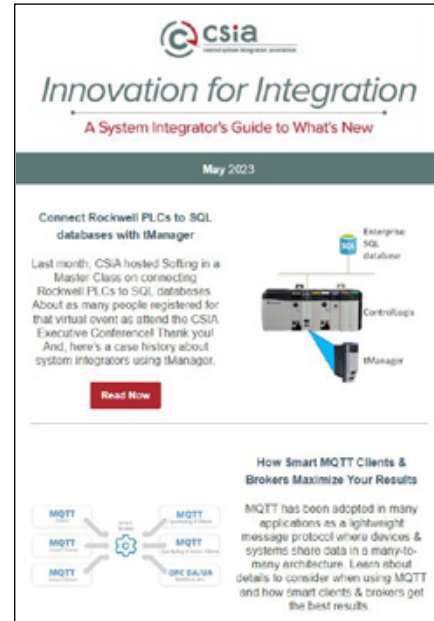 csia
control system integrators association
Innovation for Integration
A System Integrator's Guide to What's New
May 2023
Connect Rockwell PLCs to SQL
databases with tManager
Last month, CSIA hosted Softing in a
Master Class on connecting
Rockwell PLCs to SQL databases.
About as many people registered for
that virtual event as attend the CSIA
Executive Conference! Thank you!
And, here's a case history about
system integrators using tManager.
Read Now
Enterprise
SQL
database
SQL
ControlLogix
tManager
How Smart MQTT Clients &
Brokers Maximize Your Results
MQTT has been adopted in many
applications as a lightweight
message protocol where devices &
systems share data in a many-to-
many architecture. Learn about
details to consider when using MQTT
and how smart clients & brokers get
the best results.
MQTT
MQTT
MQTT
MQTT
MQTT
OPC DA/UA